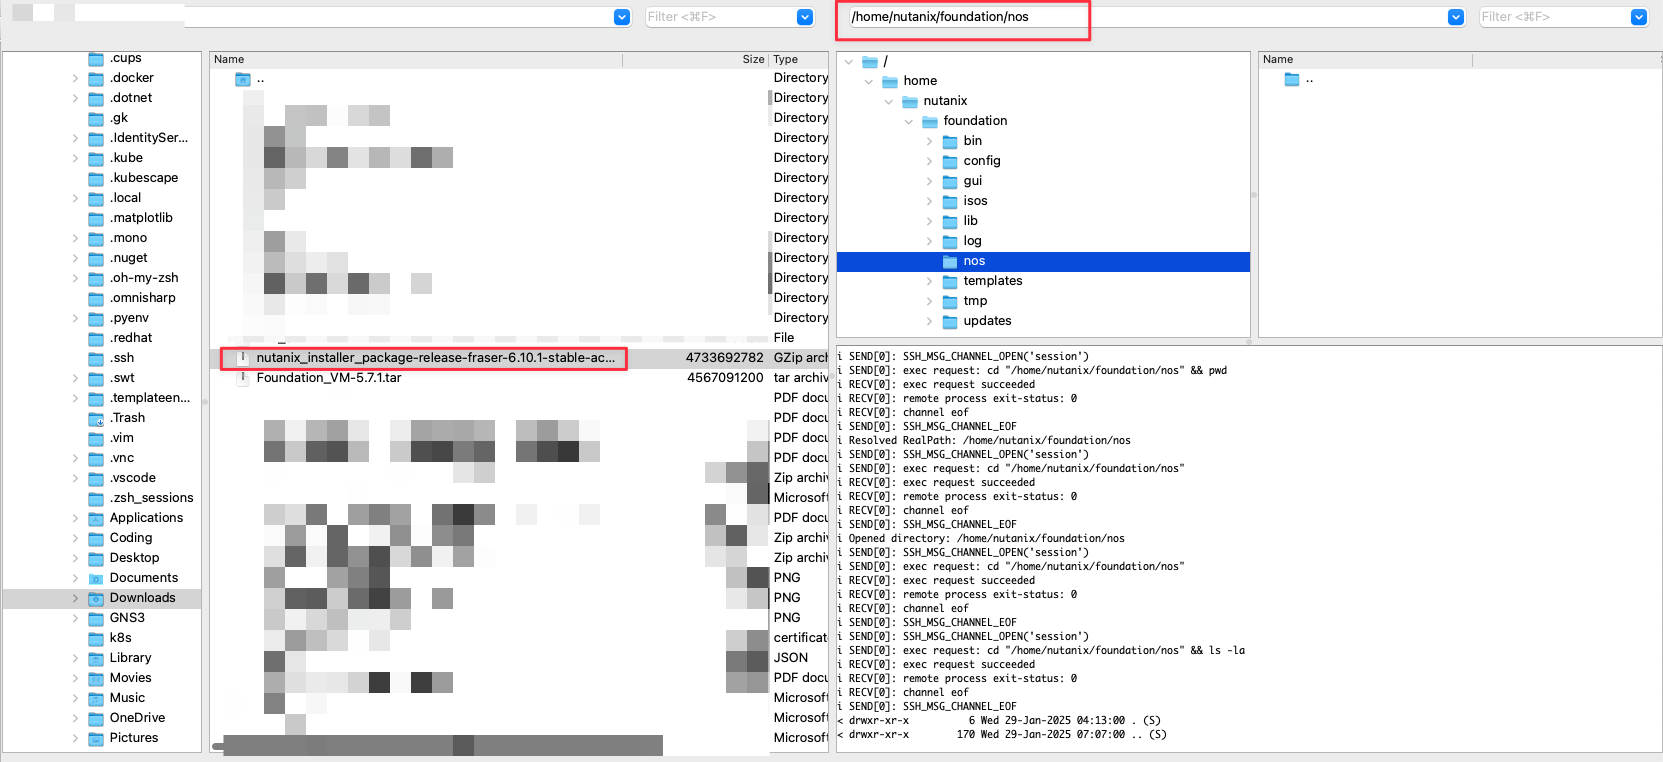 Filter <⌘F>
/home/nutanix/foundation/nos
Filter <⌘F>
.cups
.docker
.dotnet
.gk
.IdentitySer...
.kube
.kubescape
.local
.matplotlib
.mono
.nuget
.oh-my-zsh
.omnisharp
.pyenv
.redhat
.ssh
.swt
.templateen...
.Trash
.vim
.vnc
.vscode
.zsh_sessions
Applications
Coding
Desktop
Documents
Downloads
GNS3
k8s
Library
Movies
Music
OneDrive
Pictures
Name Size Type
.. Directory
Directory
Directory
Directory
Directory
Directory
Directory
Directory
Directory
Directory
Directory
Directory
Directory
File
nutanix_installer_package-release-fraser-6.10.1-stable-ac... 4733692782 GZip arch
Foundation_VM-5.7.1.tar 4567091200 tar archiv
PDF docu
PDF docu
PDF docu
PDF docu
Zip archi
Microsoft
PDF docu
Zip archi
Zip archi
PNG
PNG
PNG
certificat
JSON
PDF docu
Microsoft
Microsoft
Microsoft
/
home
nutanix
foundation
bin
config
gui
isos
lib
log
nos
templates
tmp
updates
Name
..
i SEND[0]: SSH_MSG_CHANNEL_OPEN('session')
i SEND[0]: exec request: cd "/home/nutanix/foundation/nos" && pwd
i RECV[0]: exec request succeeded
i RECV[0]: remote process exit-status: 0
i RECV[0]: channel eof
i SEND[0]: SSH_MSG_CHANNEL_EOF
i Resolved RealPath: /home/nutanix/foundation/nos
i SEND[0]: SSH_MSG_CHANNEL_OPEN('session')
i SEND[0]: exec request: cd "/home/nutanix/foundation/nos"
i RECV[0]: exec request succeeded
i RECV[0]: remote process exit-status: 0
i RECV[0]: channel eof
i SEND[0]: SSH_MSG_CHANNEL_EOF
i Opened directory: /home/nutanix/foundation/nos
i SEND[0]: SSH_MSG_CHANNEL_OPEN('session')
i SEND[0]: exec request: cd "/home/nutanix/foundation/nos"
i RECV[0]: exec request succeeded
i RECV[0]: remote process exit-status: 0
i RECV[0]: channel eof
i SEND[0]: SSH_MSG_CHANNEL_EOF
i SEND[0]: SSH_MSG_CHANNEL_OPEN('session')
i SEND[0]: exec request: cd "/home/nutanix/foundation/nos" && ls -la
i RECV[0]: exec request succeeded
i RECV[0]: remote process exit-status: 0
i RECV[0]: channel eof
i SEND[0]: SSH_MSG_CHANNEL_EOF
< drwxr-xr-x 6 Wed 29-Jan-2025 04:13:00 . (S)
< drwxr-xr-x 170 Wed 29-Jan-2025 07:07:00 .. (S)